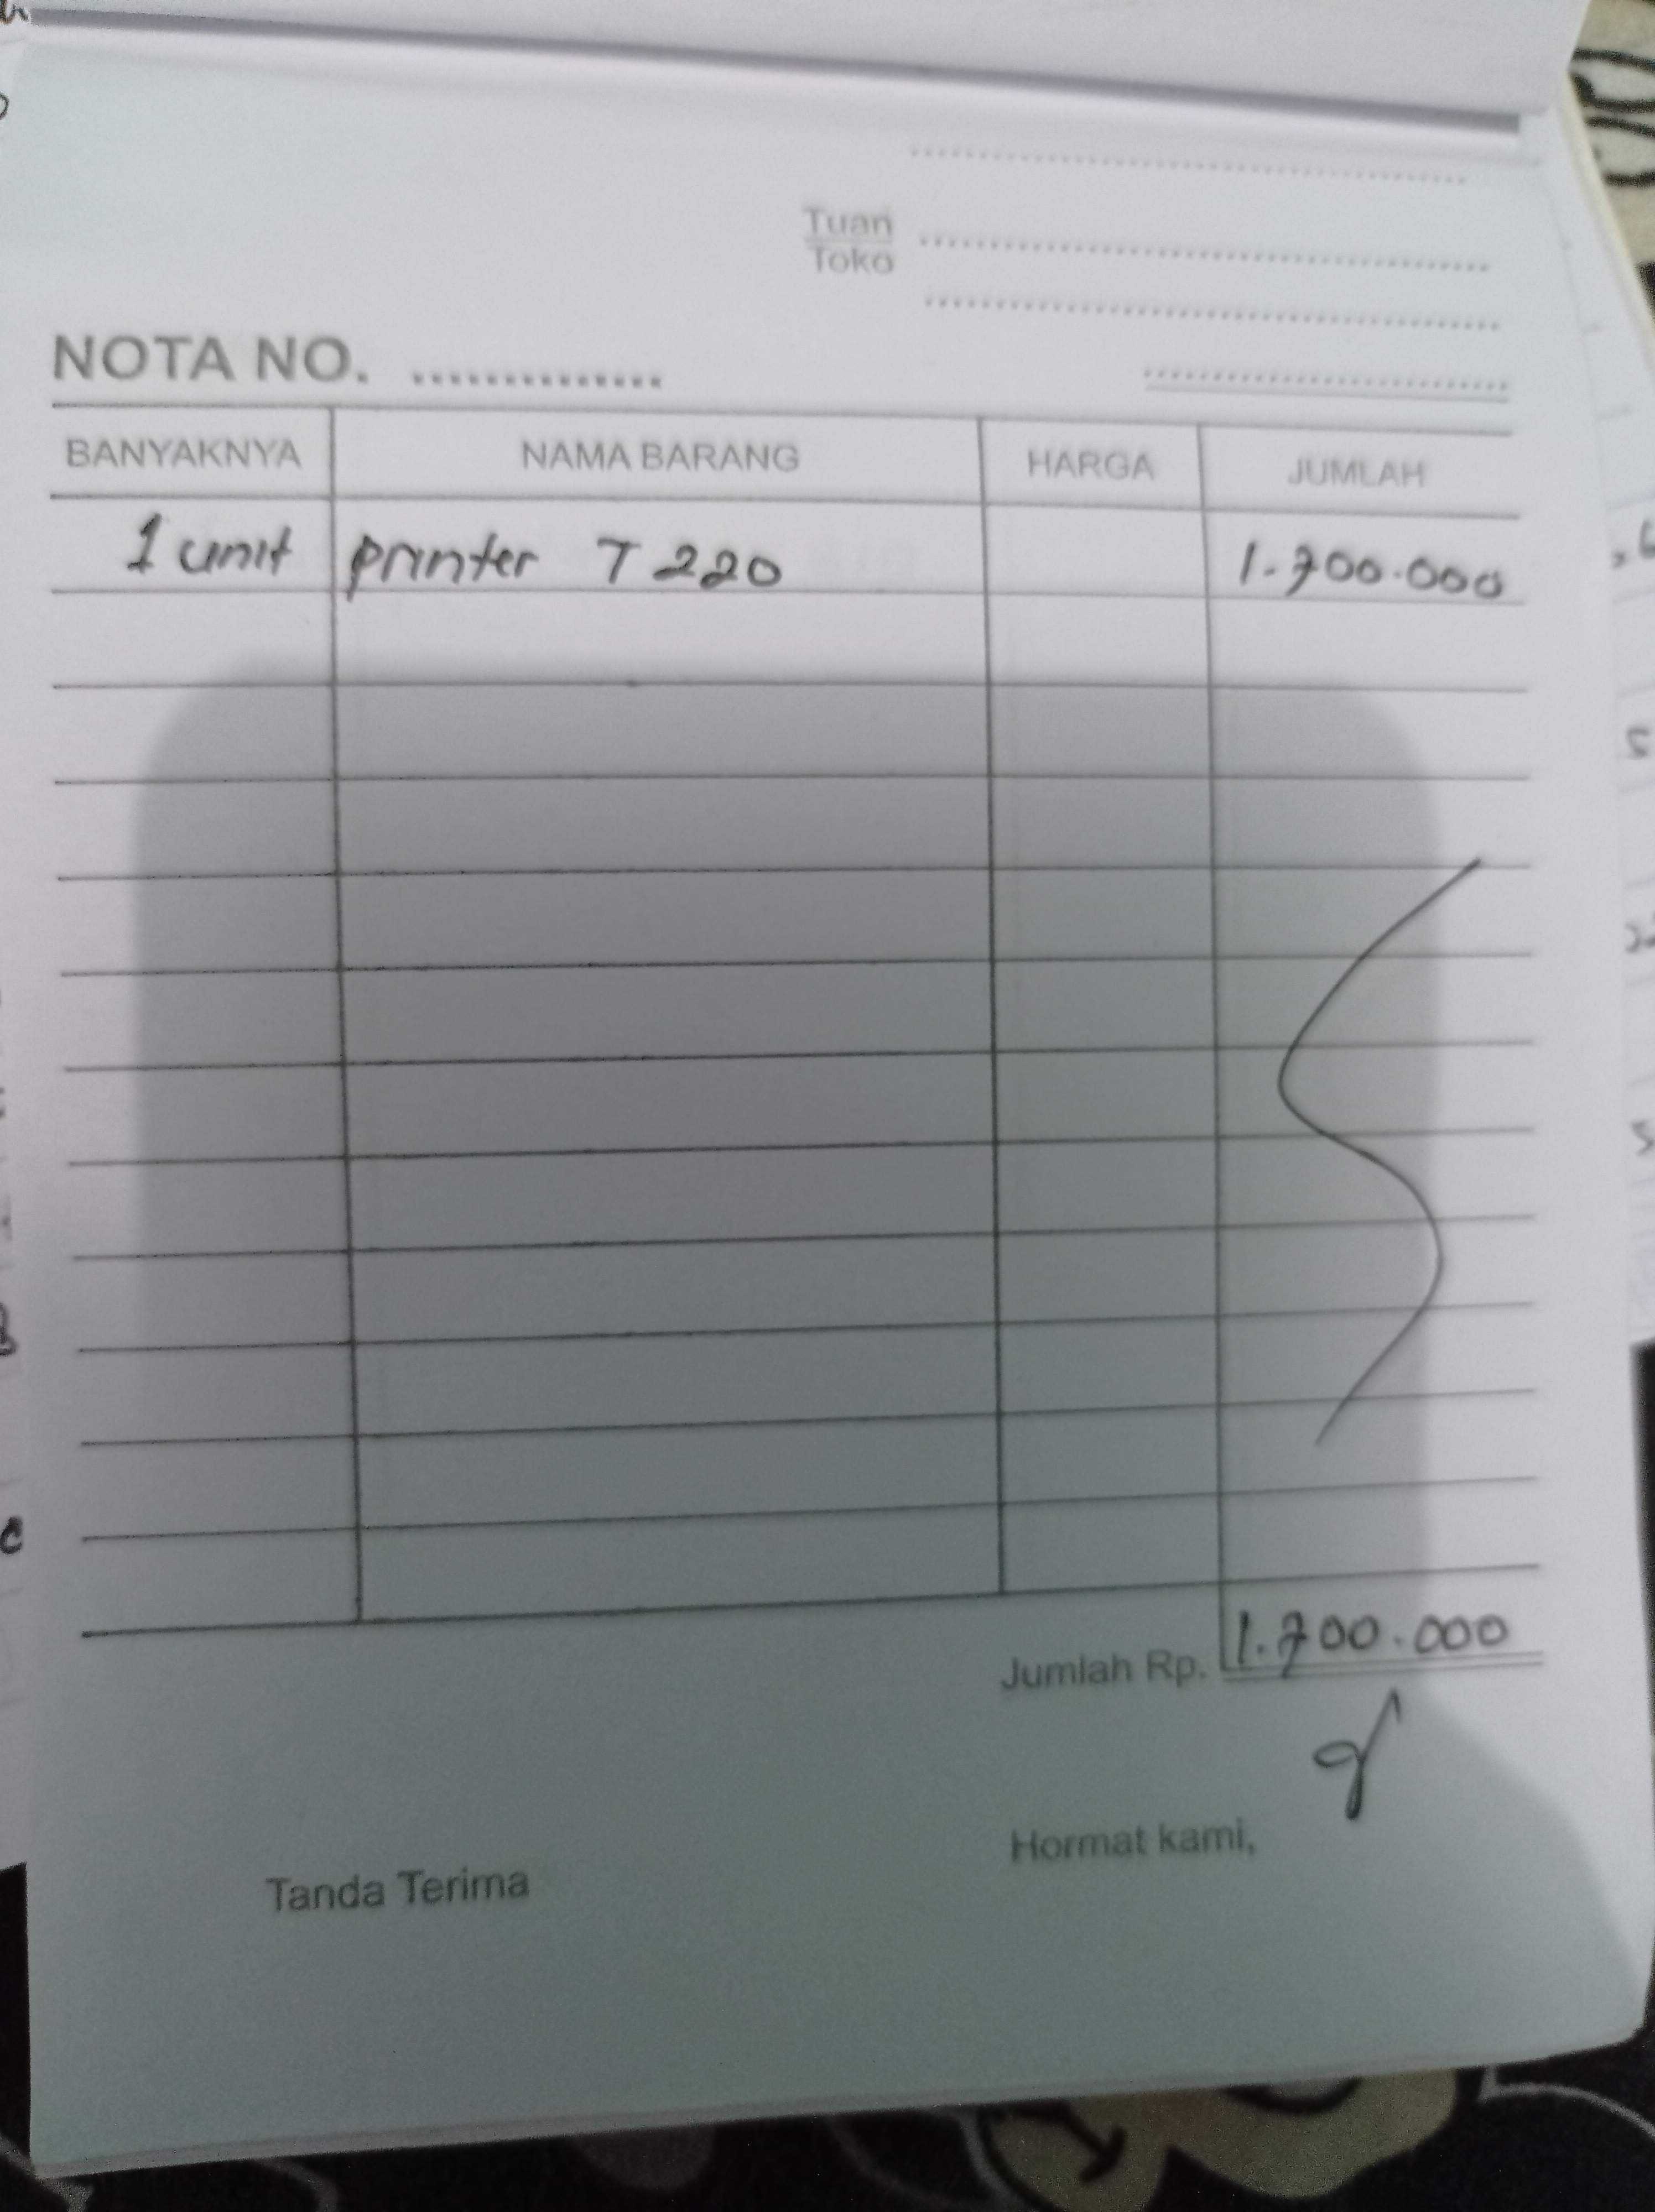 Tuan
Toko
NOTA NO. ..............
BANYAKNYA NAMA BARANG HARGA JUMLAH
1 unit printer T 220 1.700.000
Jumlah Rp. 1.700.000
Hormat kami,
Tanda Terima